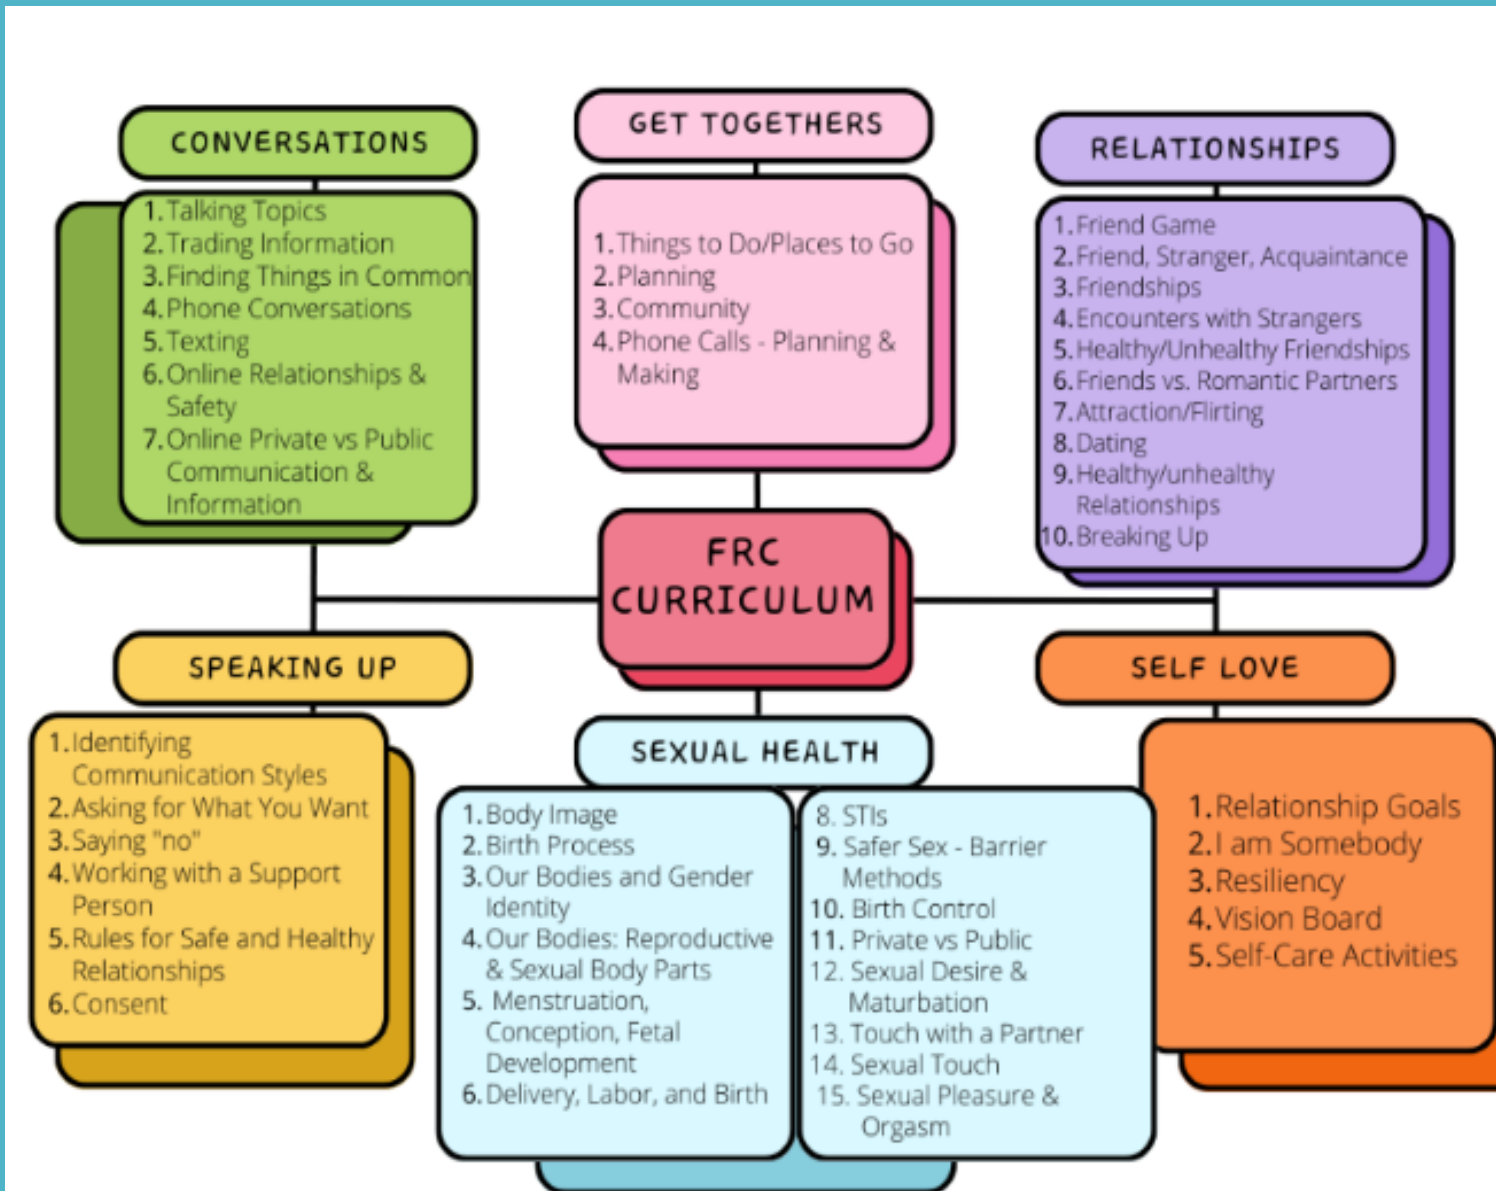 CONVERSATIONS
1. Talking Topics
2. Trading Information
3. Finding Things in Common
4. Phone Conversations
5. Texting
6. Online Relationships &
Safety
7. Online Private vs Public
Communication &
Information
GET TOGETHERS
1. Things to Do/Places to Go
2. Planning
3. Community
4. Phone Calls - Planning &
Making
RELATIONSHIPS
1. Friend Game
2. Friend, Stranger, Acquaintance
3. Friendships
4. Encounters with Strangers
5. Healthy/Unhealthy Friendships
6. Friends vs. Romantic Partners
7. Attraction/Flirting
8. Dating
9. Healthy/unhealthy
Relationships
10. Breaking Up
FRC
CURRICULUM
SPEAKING UP
1. Identifying
Communication Styles
2. Asking for What You Want
3. Saying "no"
4. Working with a Support
Person
5. Rules for Safe and Healthy
Relationships
6. Consent
SEXUAL HEALTH
1. Body Image
2. Birth Process
3. Our Bodies and Gender
Identity
4. Our Bodies: Reproductive
& Sexual Body Parts
5. Menstruation,
Conception, Fetal
Development
6. Delivery, Labor, and Birth
8. STIs
9. Safer Sex - Barrier
Methods
10. Birth Control
11. Private vs Public
12. Sexual Desire &
Maturbation
13. Touch with a Partner
14. Sexual Touch
15. Sexual Pleasure &
Orgasm
SELF LOVE
1. Relationship Goals
2. I am Somebody
3. Resiliency
4. Vision Board
5. Self-Care Activities